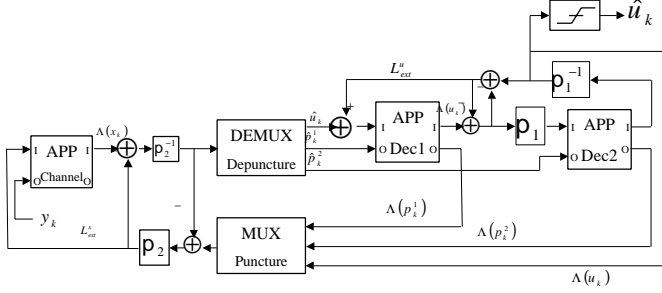 û_k
L^u_ext
p_1^{-1}
Λ(u_k)
+
−
−
Λ(x_k)
p_2^{-1}
DEMUX
Depuncture
û_k
p̂_k^1
p̂_k^2
I APP I
O Dec1
p_1
I APP I
O Dec2 O
I APP I
O Channel O
y_k
L^x_ext
−
p_2
MUX
Puncture
Λ(p_k^1)
Λ(p_k^2)
Λ(u_k)